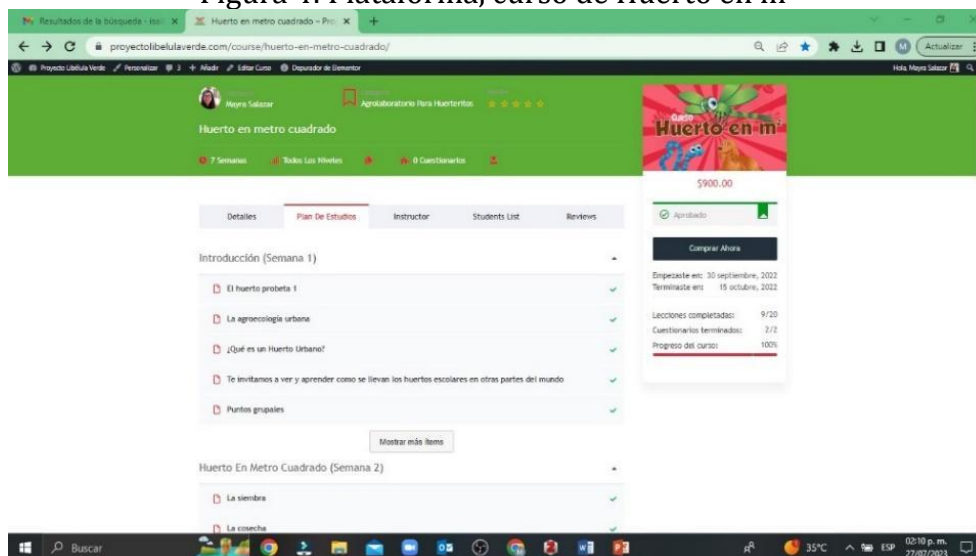 Figura 4. Plataforma, curso de Huerto en m²
Resultados de la búsqueda - isa
Huerto en metro cuadrado – Pro
proyectolibelulaverde.com/course/huerto-en-metro-cuadrado/
Actualizar
Proyecto Libélula Verde Personalizar 3 + Añadir Editar Curso Depurador de Elementor
Hola, Mayra Salazar
Mayra Salazar
Agrolaboratorio Para Huerteritos
Huerto en metro cuadrado
7 Semanas
Todos Los Niveles
0 Cuestionarios
CURSO
Huerto en m²
$900.00
Aprobado
Comprar Ahora
Empezaste en: 30 septiembre, 2022
Terminaste en: 15 octubre, 2022
Lecciones completadas: 9/20
Cuestionarios terminados: 2/2
Progreso del curso: 100%
Detalles
Plan De Estudios
Instructor
Students List
Reviews
Introducción (Semana 1)
El huerto probeta 1
La agroecología urbana
¿Qué es un Huerto Urbano?
Te invitamos a ver y aprender como se llevan los huertos escolares en otras partes del mundo
Puntos grupales
Mostrar más ítems
Huerto En Metro Cuadrado (Semana 2)
La siembra
La cosecha
Buscar
35°C
ESP
02:10 p. m.
27/07/2023